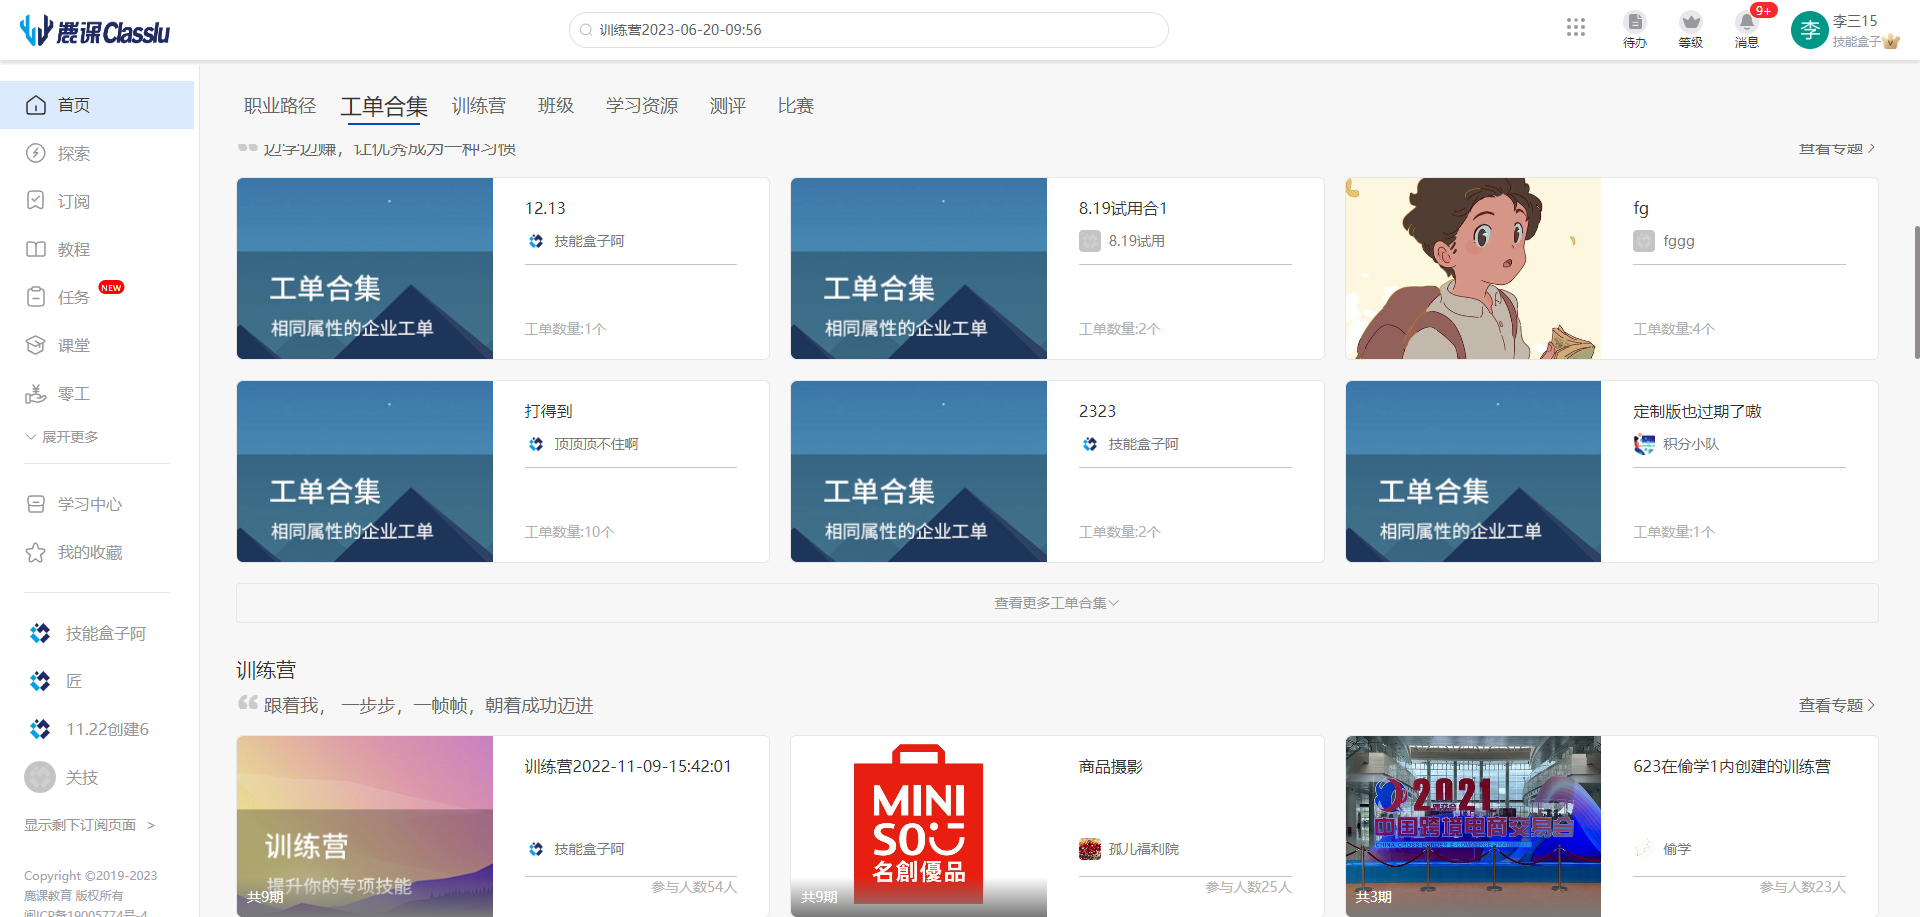 鹿课Classlu
训练营2023-06-20-09:56
待办
等级
消息
9+
李
李三15
技能盒子
首页
探索
订阅
教程
任务
NEW
课堂
零工
展开更多
学习中心
我的收藏
技能盒子阿
匠
11.22创建6
关技
显示剩下订阅页面 >
Copyright ©2019-2023
鹿课教育 版权所有
闽ICP备19005774号-4
职业路径
工单合集
训练营
班级
学习资源
测评
比赛
边学边赚，让优秀成为一种习惯
查看专题
工单合集
相同属性的企业工单
12.13
技能盒子阿
工单数量:1个
工单合集
相同属性的企业工单
8.19试用合1
8.19试用
工单数量:2个
fg
fggg
工单数量:4个
工单合集
相同属性的企业工单
打得到
顶顶顶不住啊
工单数量:10个
工单合集
相同属性的企业工单
2323
技能盒子阿
工单数量:2个
工单合集
相同属性的企业工单
定制版也过期了嗷
积分小队
工单数量:1个
查看更多工单合集
训练营
跟着我， 一步步，一帧帧，朝着成功迈进
查看专题
训练营
提升你的专项技能
共9期
训练营2022-11-09-15:42:01
技能盒子阿
参与人数54人
MINI
SO
名創優品
共9期
商品摄影
孤儿福利院
参与人数25人
2021
中国跨境电商交易会
共3期
623在偷学1内创建的训练营
偷学
参与人数23人